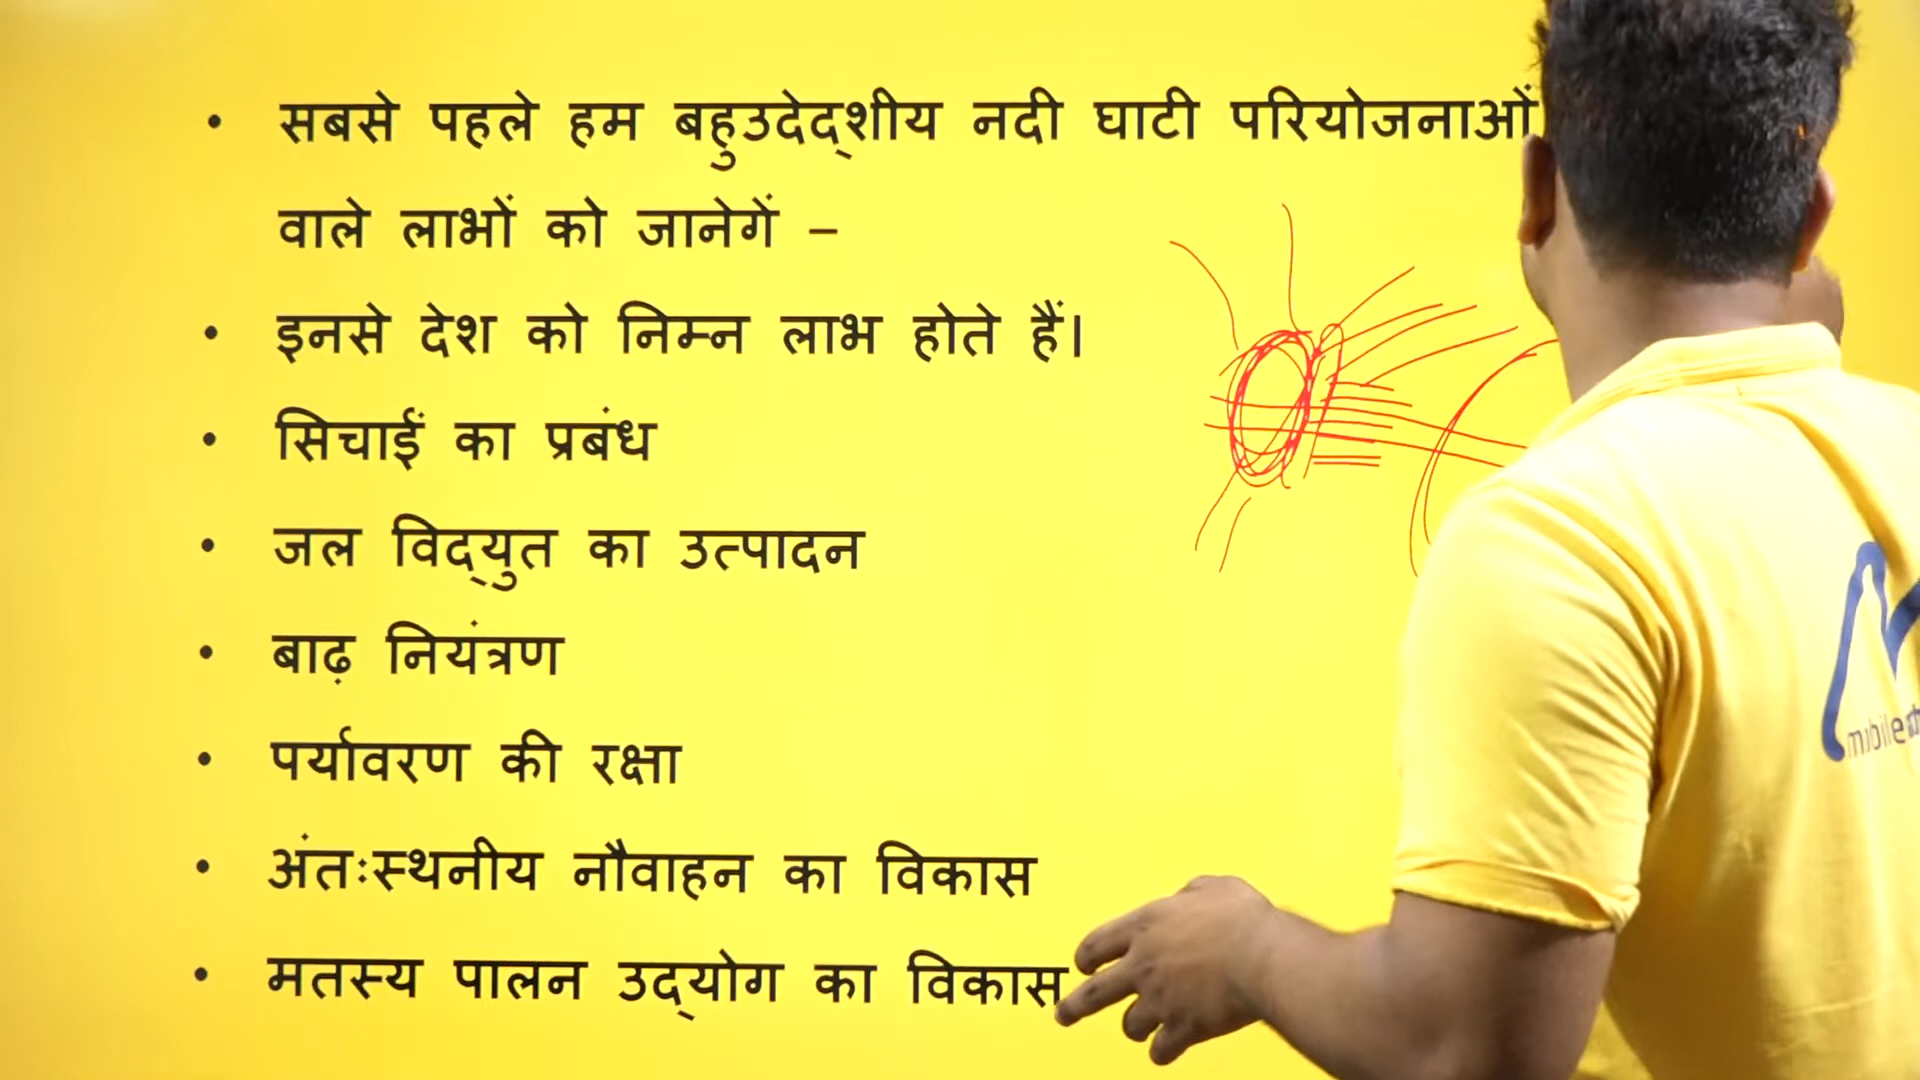 • सबसे पहले हम बहुउदेद्शीय नदी घाटी परियोजनाओं
वाले लाभों को जानेगें –
• इनसे देश को निम्न लाभ होते हैं।
• सिचाईं का प्रबंध
• जल विद्युत का उत्पादन
• बाढ़ नियंत्रण
• पर्यावरण की रक्षा
• अंतःस्थनीय नौवाहन का विकास
• मतस्य पालन उद्योग का विकास